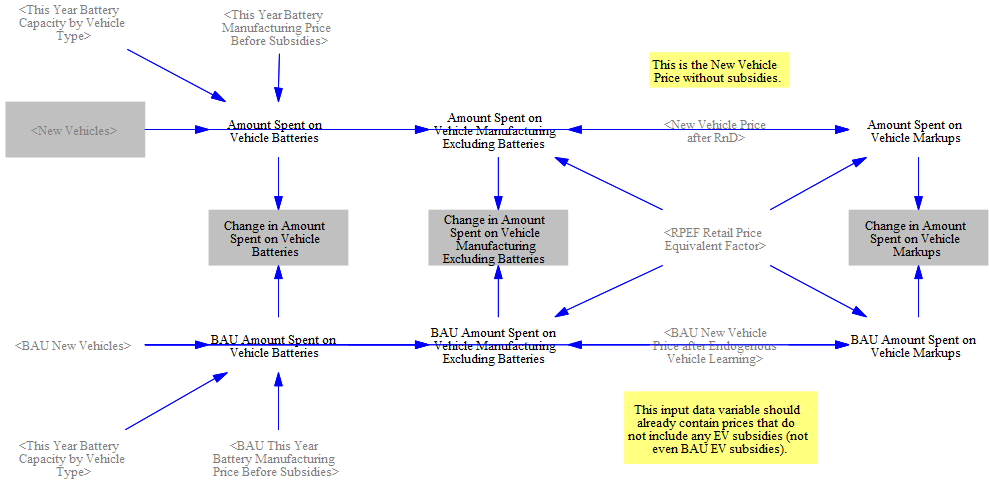 <This Year Battery
Capacity by Vehicle
Type>
<This Year Battery
Manufacturing Price
Before Subsidies>
This is the New Vehicle
Price without subsidies.
<New Vehicles>
Amount Spent on
Vehicle Batteries
Amount Spent on
Vehicle Manufacturing
Excluding Batteries
<New Vehicle Price
after RnD>
Amount Spent on
Vehicle Markups
Change in Amount
Spent on Vehicle
Batteries
Change in Amount
Spent on Vehicle
Manufacturing
Excluding Batteries
<RPEF Retail Price
Equivalent Factor>
Change in Amount
Spent on Vehicle
Markups
<BAU New Vehicles>
BAU Amount Spent on
Vehicle Batteries
BAU Amount Spent on
Vehicle Manufacturing
Excluding Batteries
<BAU New Vehicle
Price after Endogenous
Vehicle Learning>
BAU Amount Spent on
Vehicle Markups
<This Year Battery
Capacity by Vehicle
Type>
<BAU This Year
Battery Manufacturing
Price Before Subsidies>
This input data variable should
already contain prices that do
not include any EV subsidies (not
even BAU EV subsidies).